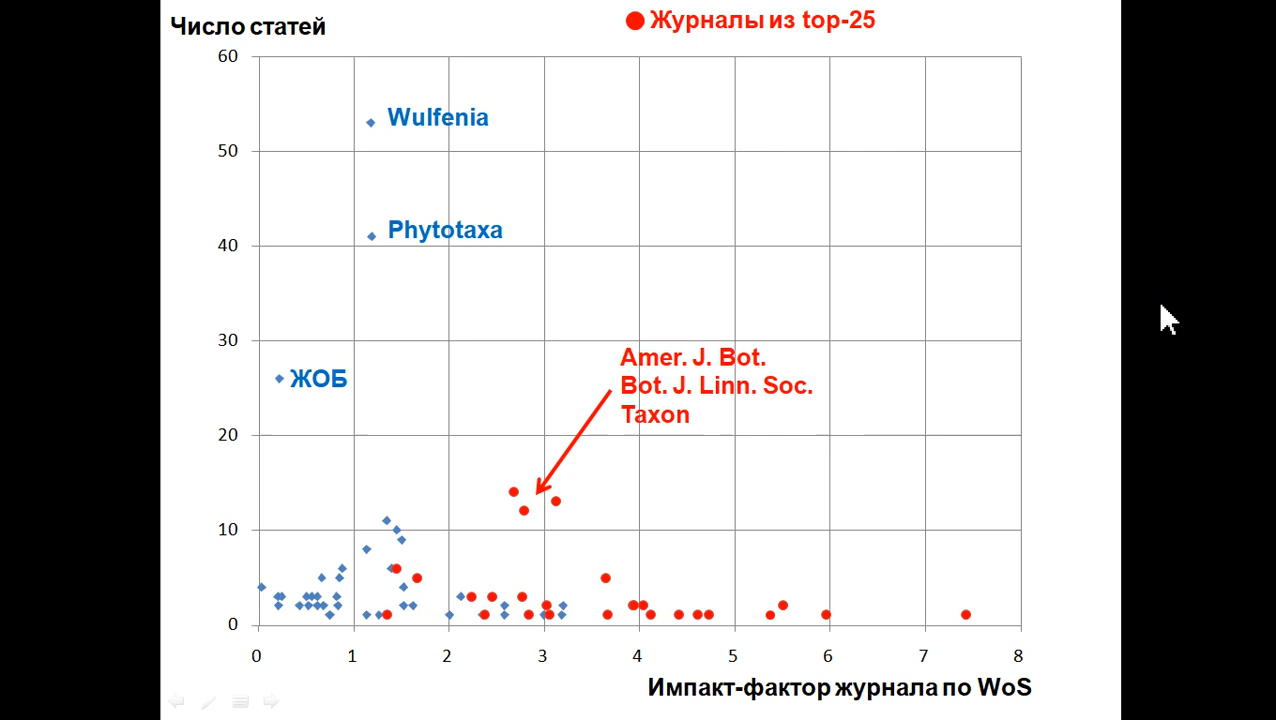 Число статей
Журналы из top-25
60
Wulfenia
50
Phytotaxa
40
30
Amer. J. Bot.
ЖОБ
Bot. J. Linn. Soc.
Taxon
20
10
0
0 1 2 3 4 5 6 7 8
Импакт-фактор журнала по WoS